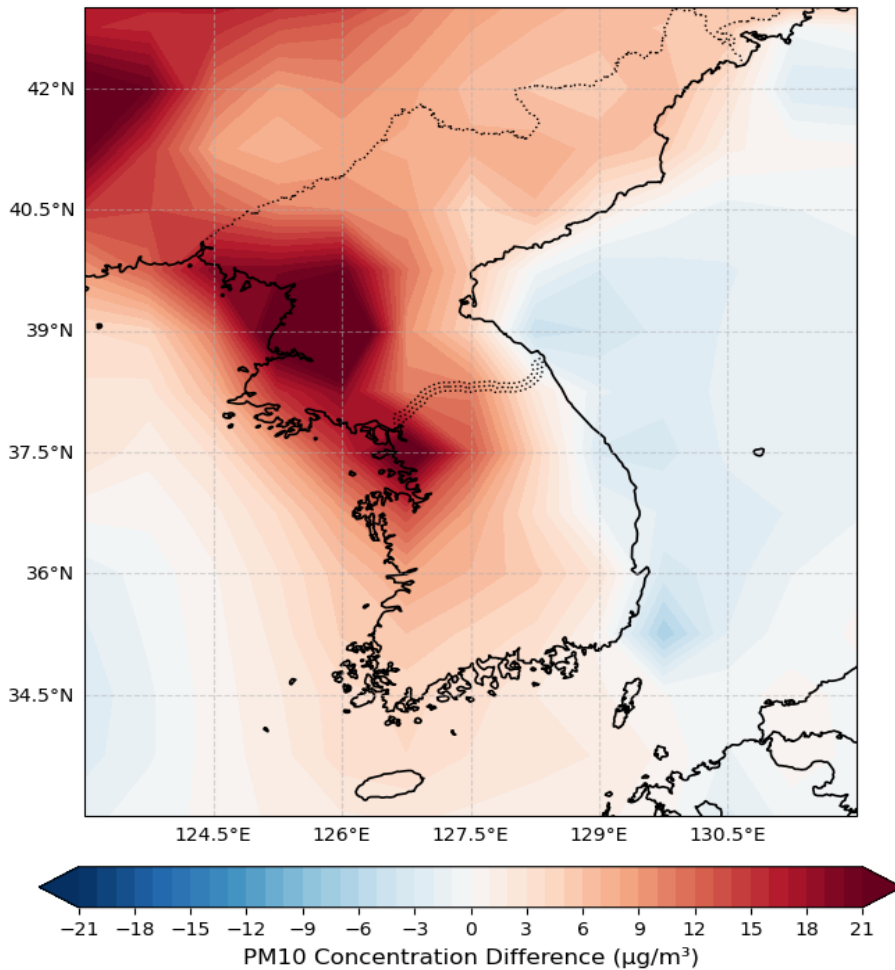 42°N
40.5°N
39°N
37.5°N
36°N
34.5°N
124.5°E 126°E 127.5°E 129°E 130.5°E
−21 −18 −15 −12 −9 −6 −3 0 3 6 9 12 15 18 21
PM10 Concentration Difference (μg/m³)